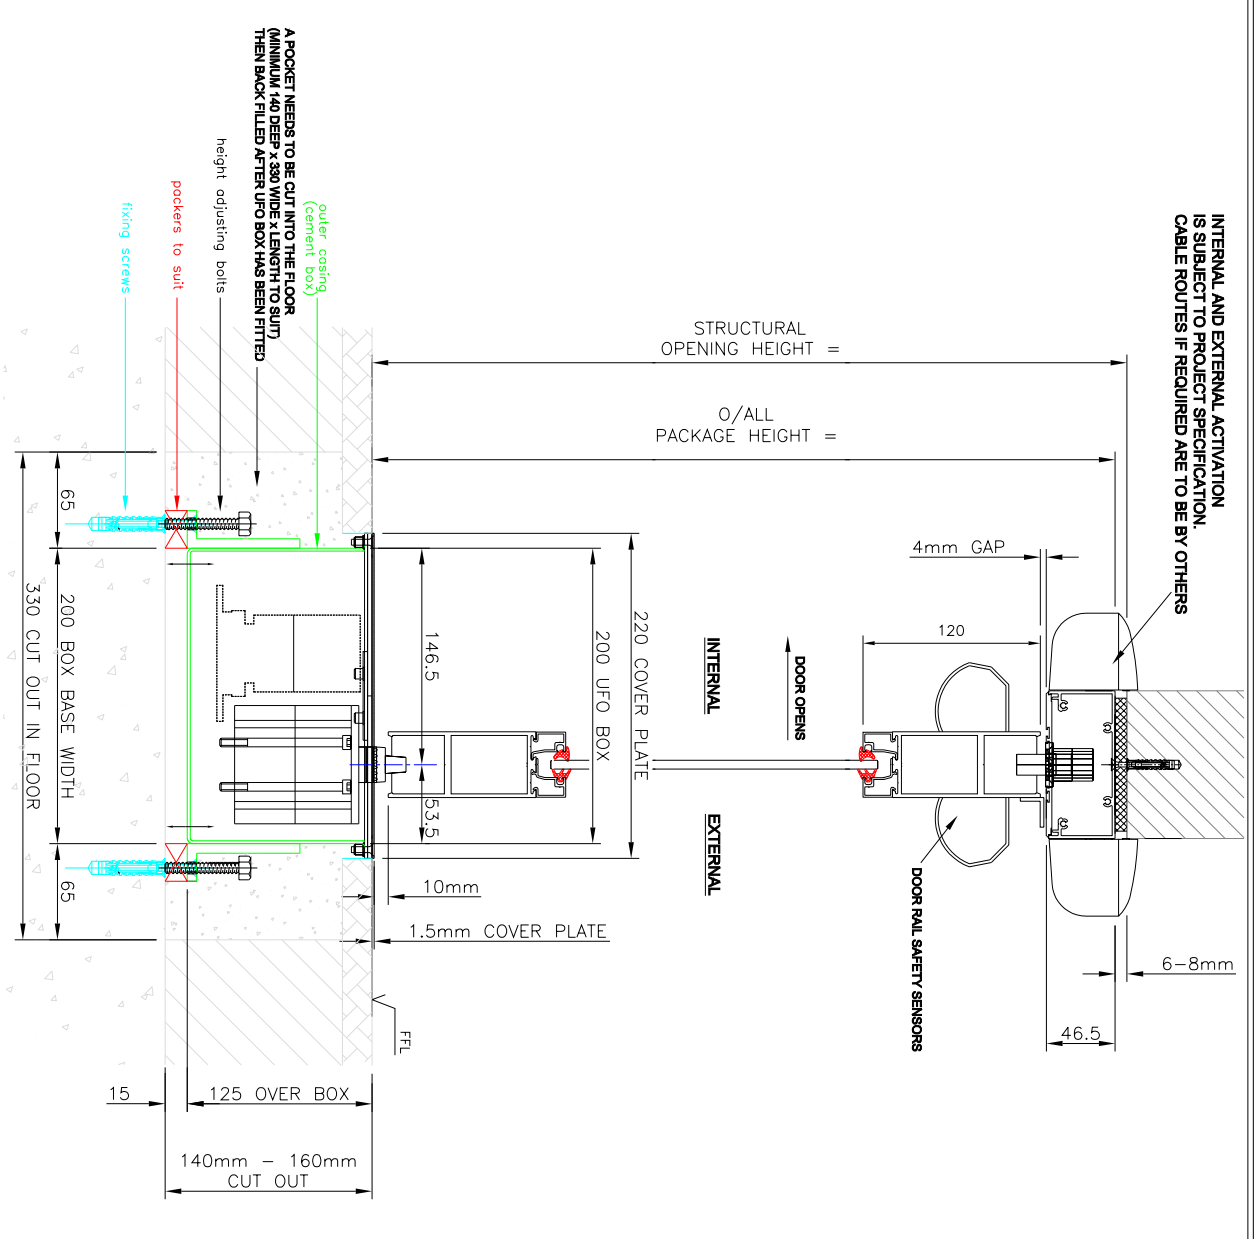 INTERNAL AND EXTERNAL ACTIVATION
IS SUBJECT TO PROJECT SPECIFICATION.
CABLE ROUTES IF REQUIRED ARE TO BE BY OTHERS
A POCKET NEEDS TO BE CUT INTO THE FLOOR
(MINIMUM 140 DEEP x 330 WIDE x LENGTH TO SUIT)
THEN BACK FILLED AFTER UFO BOX HAS BEEN FITTED
outer casing
(cement box)
height adjusting bolts
packers to suit
fixing screws
STRUCTURAL
OPENING HEIGHT =
O/ALL
PACKAGE HEIGHT =
4mm GAP
120
DOOR OPENS
INTERNAL
EXTERNAL
DOOR RAIL SAFETY SENSORS
220 COVER PLATE
200 UFO BOX
146.5
53.5
65
200 BOX BASE WIDTH
65
330 CUT OUT IN FLOOR
10mm
1.5mm COVER PLATE
6-8mm
46.5
FFL
15
125 OVER BOX
140mm - 160mm
CUT OUT